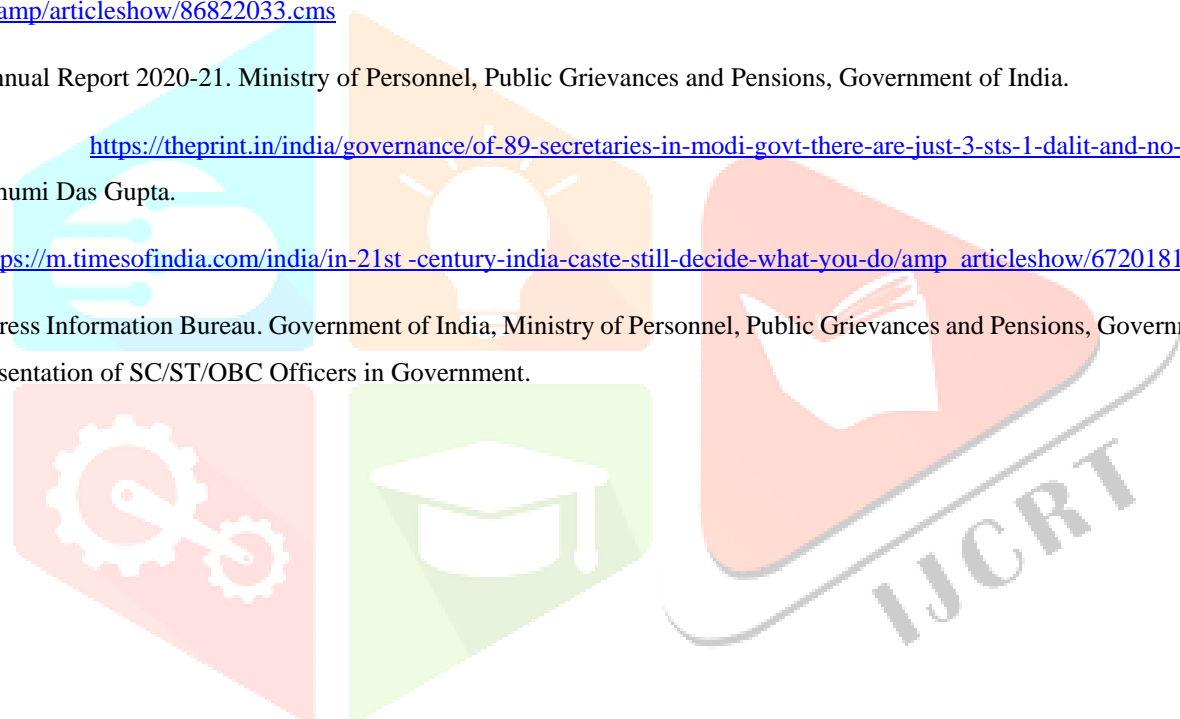 amp/articleshow/86822033.cms
nnual Report 2020-21. Ministry of Personnel, Public Grievances and Pensions, Government of India.
https://theprint.in/india/governance/of-89-secretaries-in-modi-govt-there-are-just-3-sts-1-dalit-and-no-
humi Das Gupta.
ps://m.timesofindia.com/india/in-21st -century-india-caste-still-decide-what-you-do/amp articleshow/6720181
ress Information Bureau. Government of India, Ministry of Personnel, Public Grievances and Pensions, Govern
sentation of SC/ST/OBC Officers in Government.
IJCRT